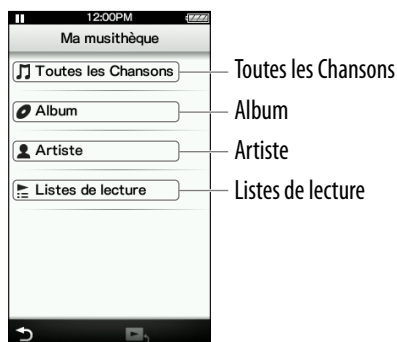 12:00PM
Ma musithèque
Toutes les Chansons
Album
Artiste
Listes de lecture
Toutes les Chansons
Album
Artiste
Listes de lecture